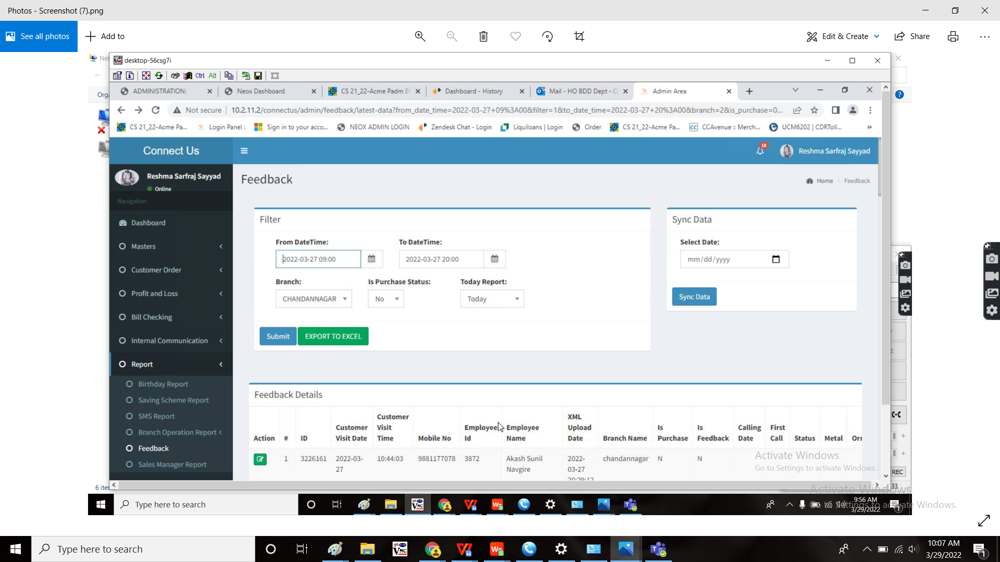 Photos - Screenshot (7).png
See all photos
Add to
Edit & Create
Share
desktop-56csg7i
Ctrl Alt
ADMINISTRATION:
Neox Dashboard
CS 21_22-Acme Padm
Dashboard - History
Mail - HO BDD Dept -
Admin Area
Not secure
10.2.11.2/connectus/admin/feedback/latest-data?from_date_time=2022-03-27+09%3A00&filter=1&to_date_time=2022-03-27+20%3A00&branch=2&is_purchase=0...
CS 21_22-Acme Pa...
Login Panel :
Sign in to your acco...
NEOX ADMIN LOGIN
Zendesk Chat - Login
Liquiloans | Login
Order
CS 21_22-Acme Pa...
CCAvenue :: Merch...
UCM6202 | CDRToll...
»
Connect Us
15
Reshma Sarfraj Sayyad
Reshma Sarfraj Sayyad
Online
Navigation
Dashboard
Masters
Customer Order
Profit and Loss
Bill Checking
Internal Communication
Report
Birthday Report
Saving Scheme Report
SMS Report
Branch Operation Report
Feedback
Sales Manager Report
Feedback
Home > Feedback
Filter
From DateTime:
To DateTime:
2022-03-27 09:00
2022-03-27 20:00
Branch:
Is Purchase Status:
Today Report:
CHANDANNAGAR
No
Today
Submit
EXPORT TO EXCEL
Sync Data
Select Date:
mm/dd/yyyy
Sync Data
Feedback Details
Action
#
ID
Customer Visit Date
Customer Visit Time
Mobile No
Employee Id
Employee Name
XML Upload Date
Branch Name
Is Purchase
Is Feedback
Calling Date
First Call
Status
Metal
1
3226161
2022-03-27
10:44:03
9881177078
3872
Akash Sunil Navgire
2022-03-27
20:29:12
chandannagar
N
N
Activate Windows
Go to Settings to activate Windows.
REC
33
Type here to search
9:56 AM
3/29/2022
1
Activate Windows
Go to Settings to activate Windows.
Type here to search
10:07 AM
3/29/2022
1